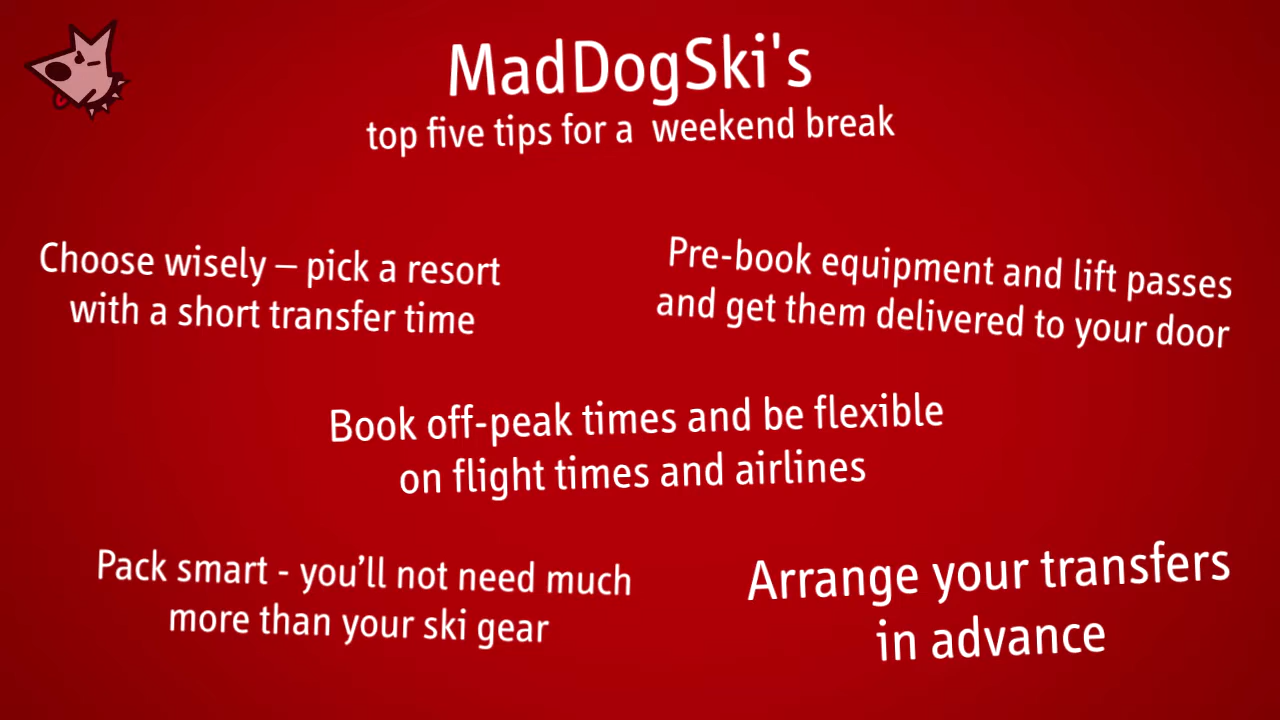 MadDogSki's
top five tips for a weekend break
Choose wisely – pick a resort
with a short transfer time
Pre-book equipment and lift passes
and get them delivered to your door
Book off-peak times and be flexible
on flight times and airlines
Pack smart - you’ll not need much
more than your ski gear
Arrange your transfers
in advance